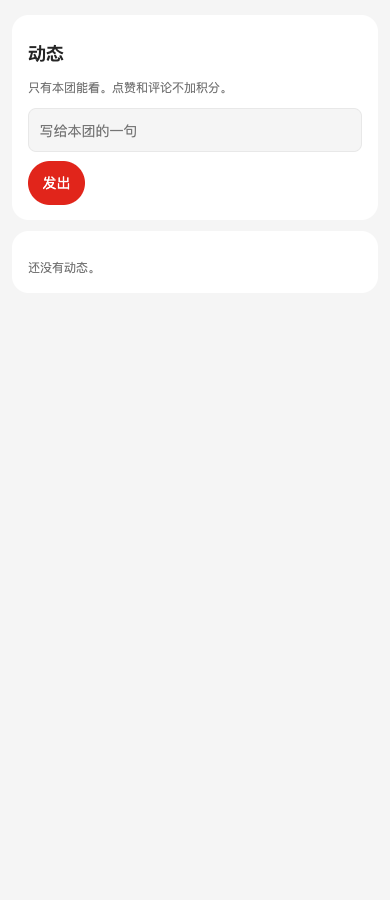 动态
只有本团能看。点赞和评论不加积分。
写给本团的一句
发出
还没有动态。